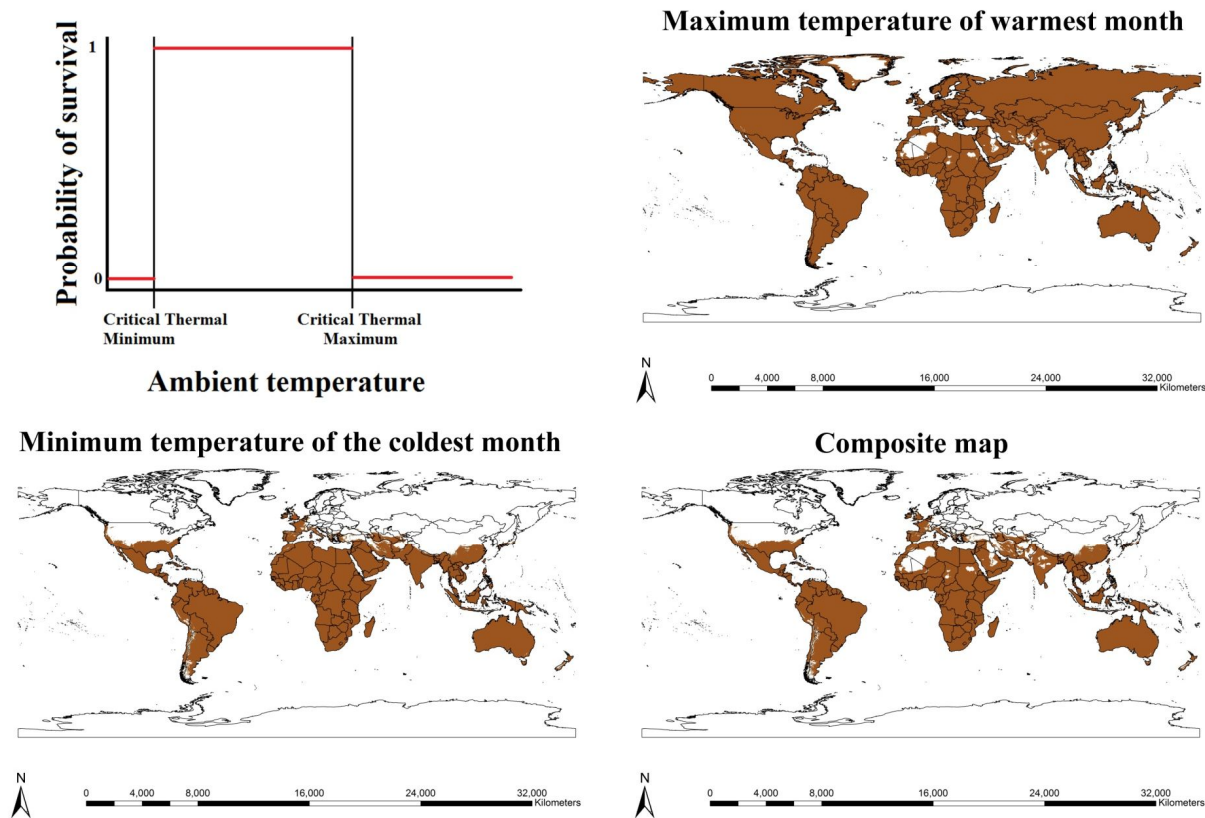 Probability of survival
1
0
Critical Thermal
Minimum
Critical Thermal
Maximum
Ambient temperature
Maximum temperature of warmest month
N
0 4,000 8,000 16,000 24,000 32,000
Kilometers
Minimum temperature of the coldest month
N
0 4,000 8,000 16,000 24,000 32,000
Kilometers
Composite map
N
0 4,000 8,000 16,000 24,000 32,000
Kilometers